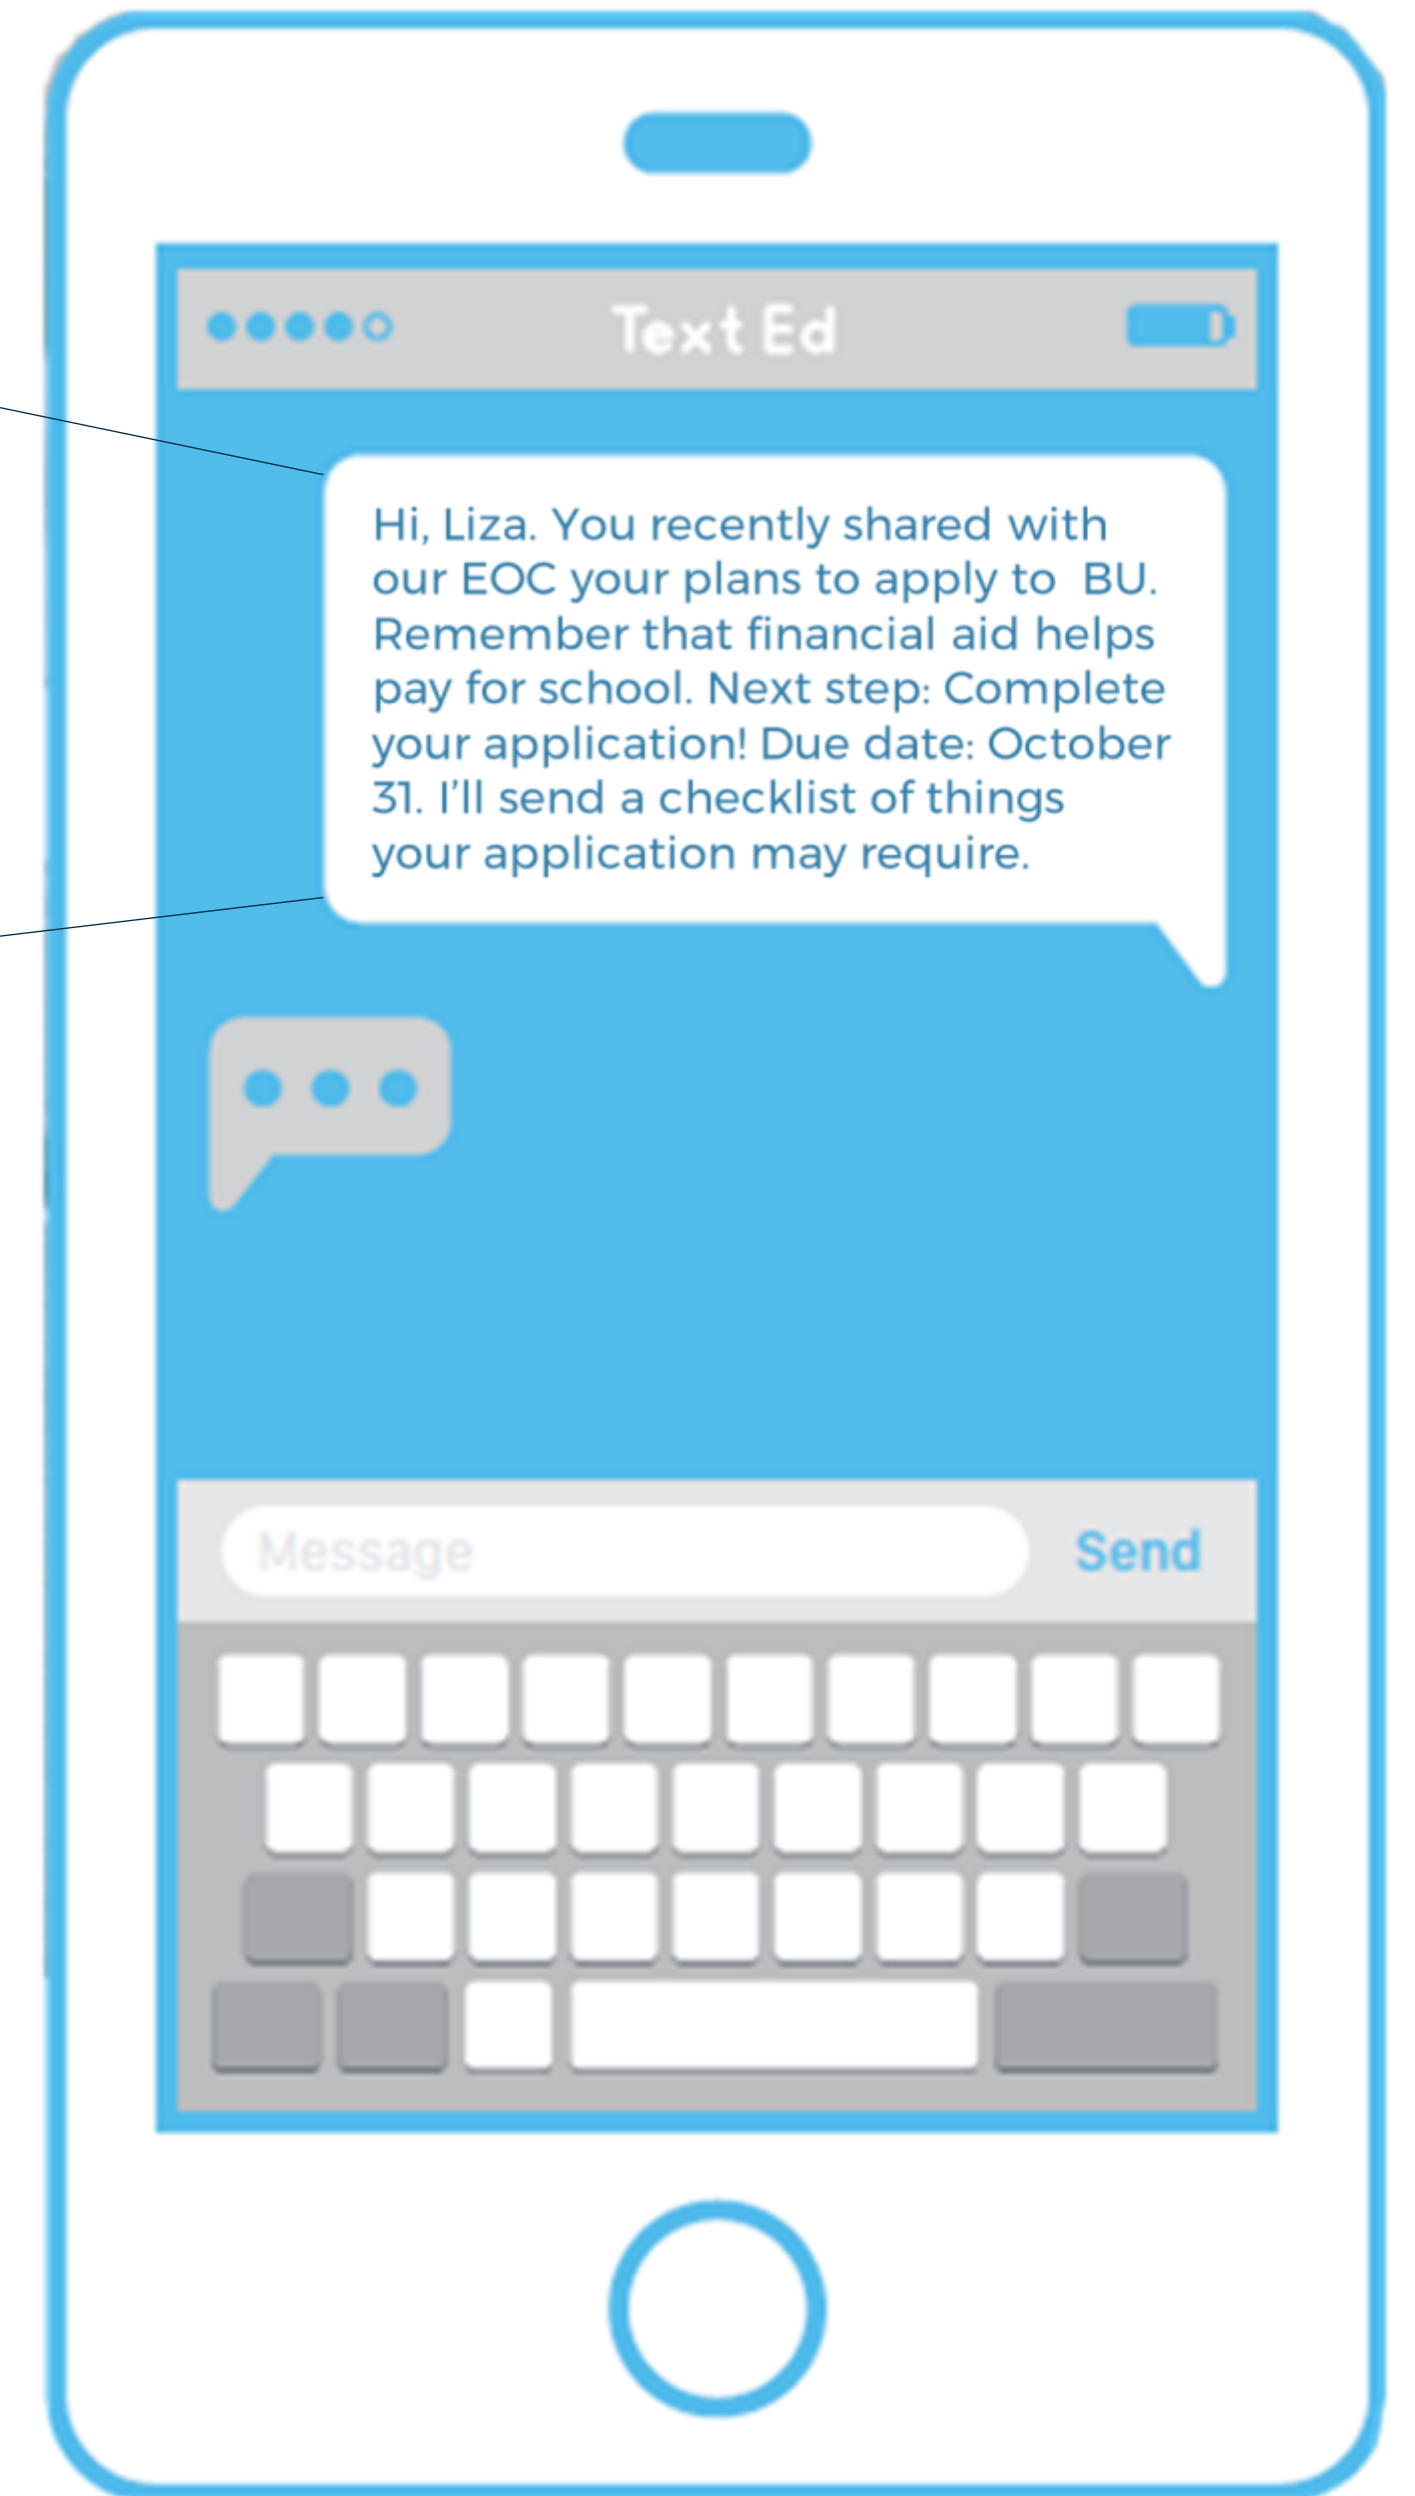 Text Ed
Hi, Liza. You recently shared with
our EOC your plans to apply to  BU.
Remember that financial aid helps
pay for school. Next step: Complete
your application! Due date: October
31. I’ll send a checklist of things
your application may require.
Message
Send